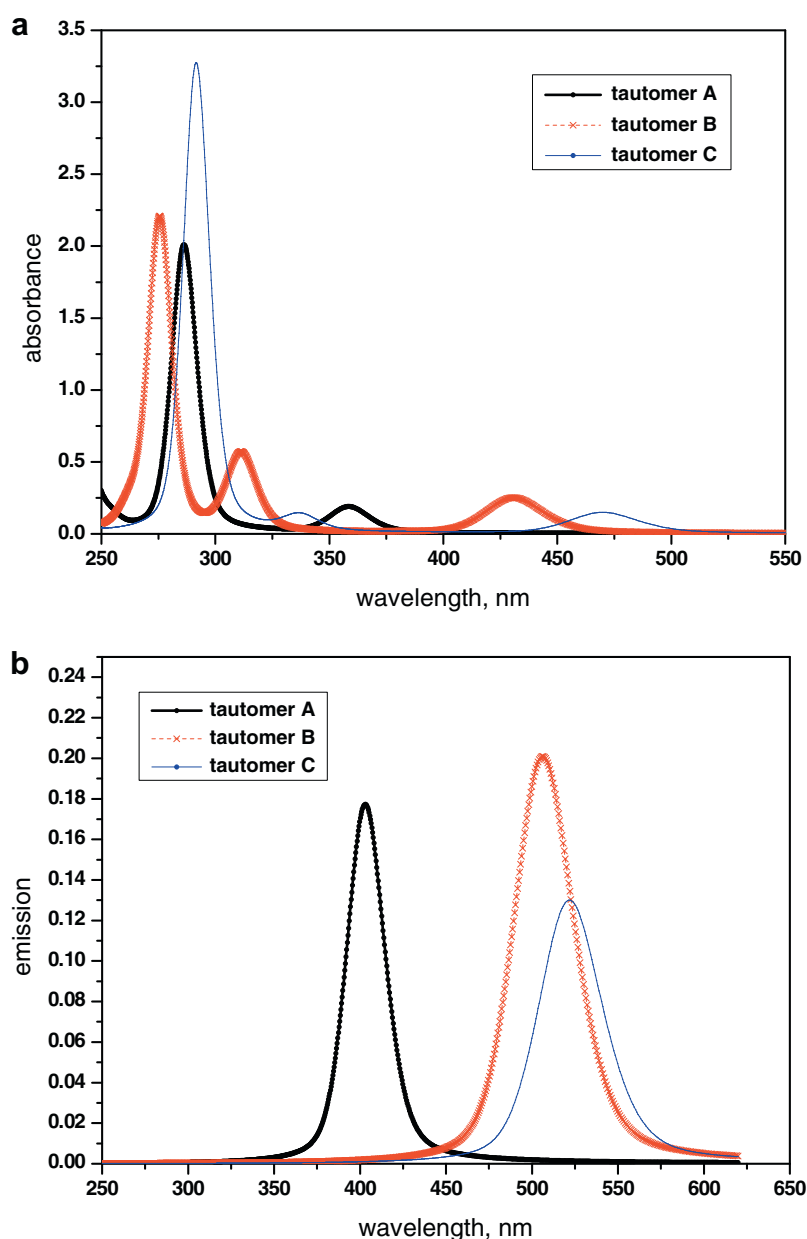 a
3.5
3.0
2.5
2.0
1.5
1.0
0.5
0.0
absorbance
tautomer A
tautomer B
tautomer C
250 300 350 400 450 500 550
wavelength, nm
b
0.24
0.22
0.20
0.18
0.16
0.14
0.12
0.10
0.08
0.06
0.04
0.02
0.00
emission
tautomer A
tautomer B
tautomer C
250 300 350 400 450 500 550 600 650
wavelength, nm